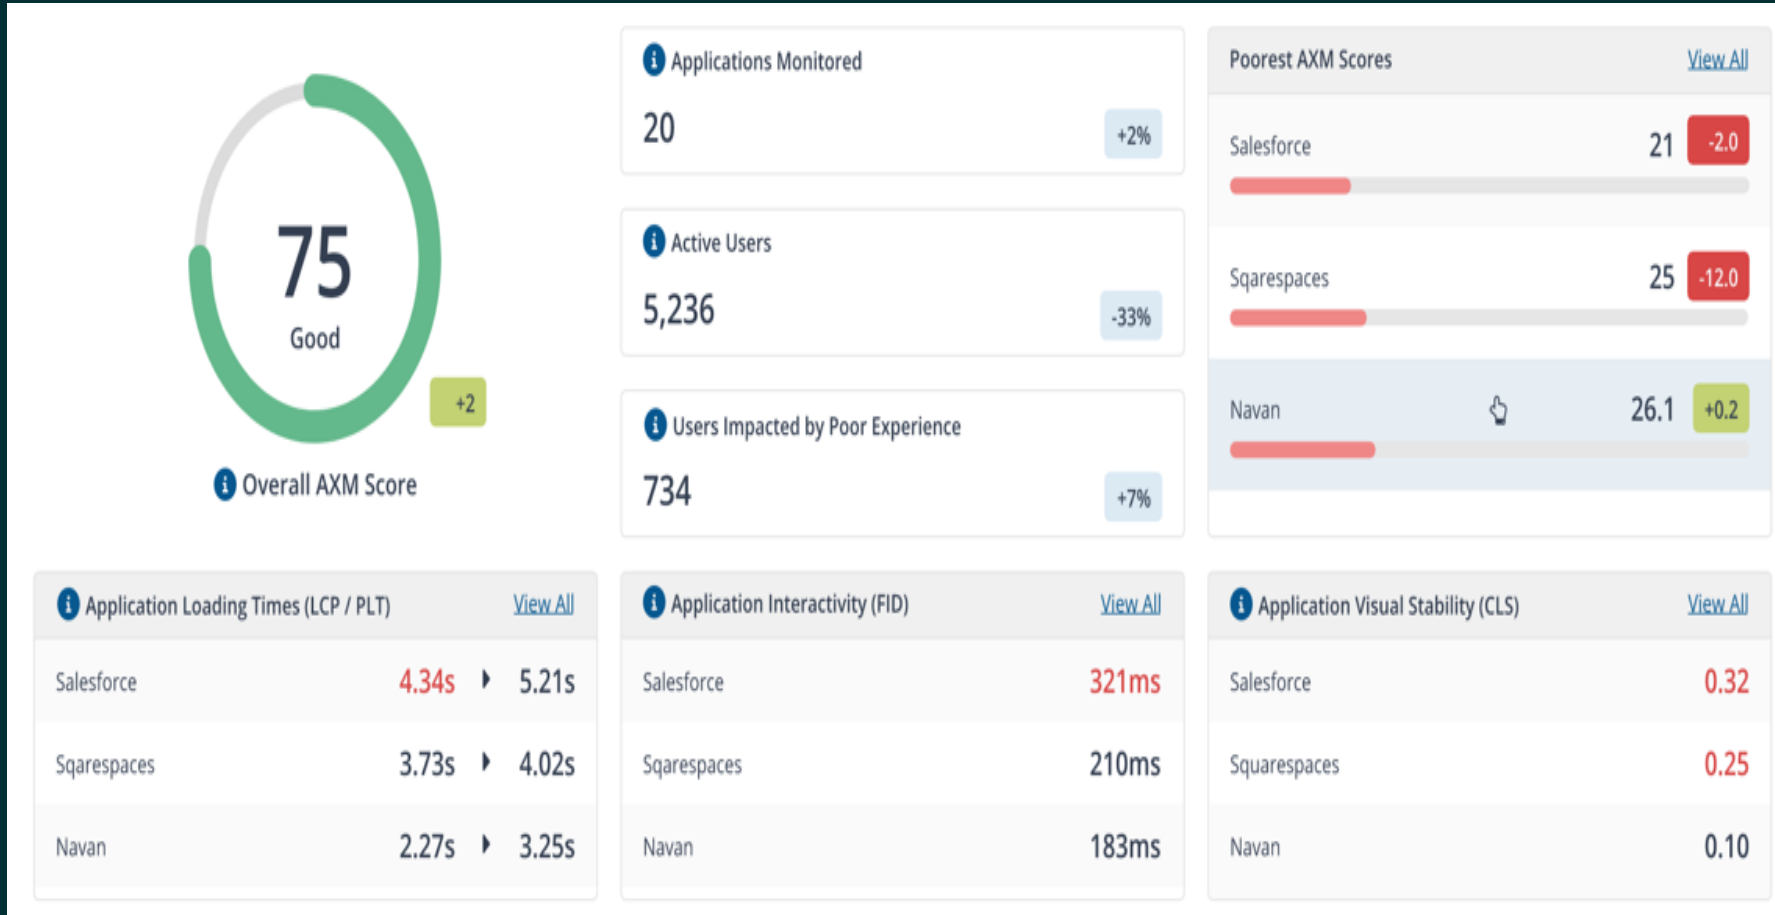 75
Good
+2
Overall AXM Score
Applications Monitored
20
+2%
Active Users
5,236
-33%
Users Impacted by Poor Experience
734
+7%
Poorest AXM Scores View All
Salesforce 21 -2.0
Sqarespaces 25 -12.0
Navan 26.1 +0.2
Application Loading Times (LCP / PLT) View All
Salesforce 4.34s 5.21s
Sqarespaces 3.73s 4.02s
Navan 2.27s 3.25s
Application Interactivity (FID) View All
Salesforce 321ms
Sqarespaces 210ms
Navan 183ms
Application Visual Stability (CLS) View All
Salesforce 0.32
Squarespaces 0.25
Navan 0.10